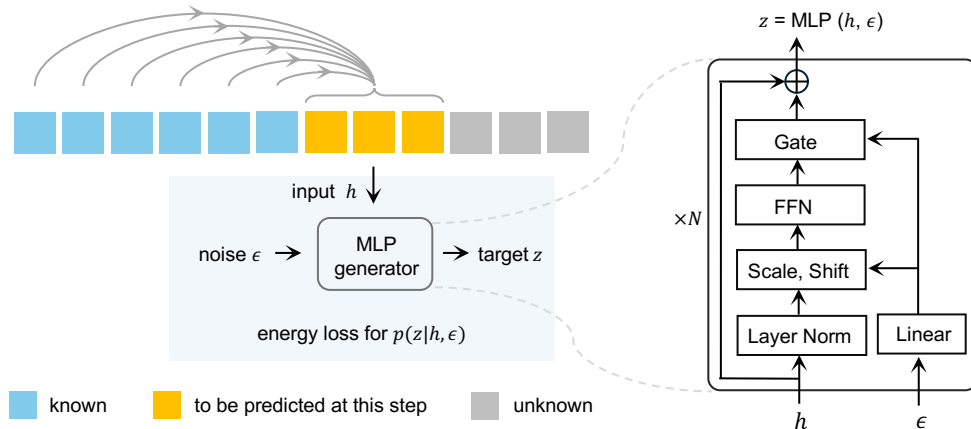 z = MLP (h, ϵ)
Gate
×N
FFN
Scale, Shift
Layer Norm
Linear
h
ϵ
input h
noise ϵ
MLP
generator
target z
energy loss for p(z|h, ϵ)
known
to be predicted at this step
unknown